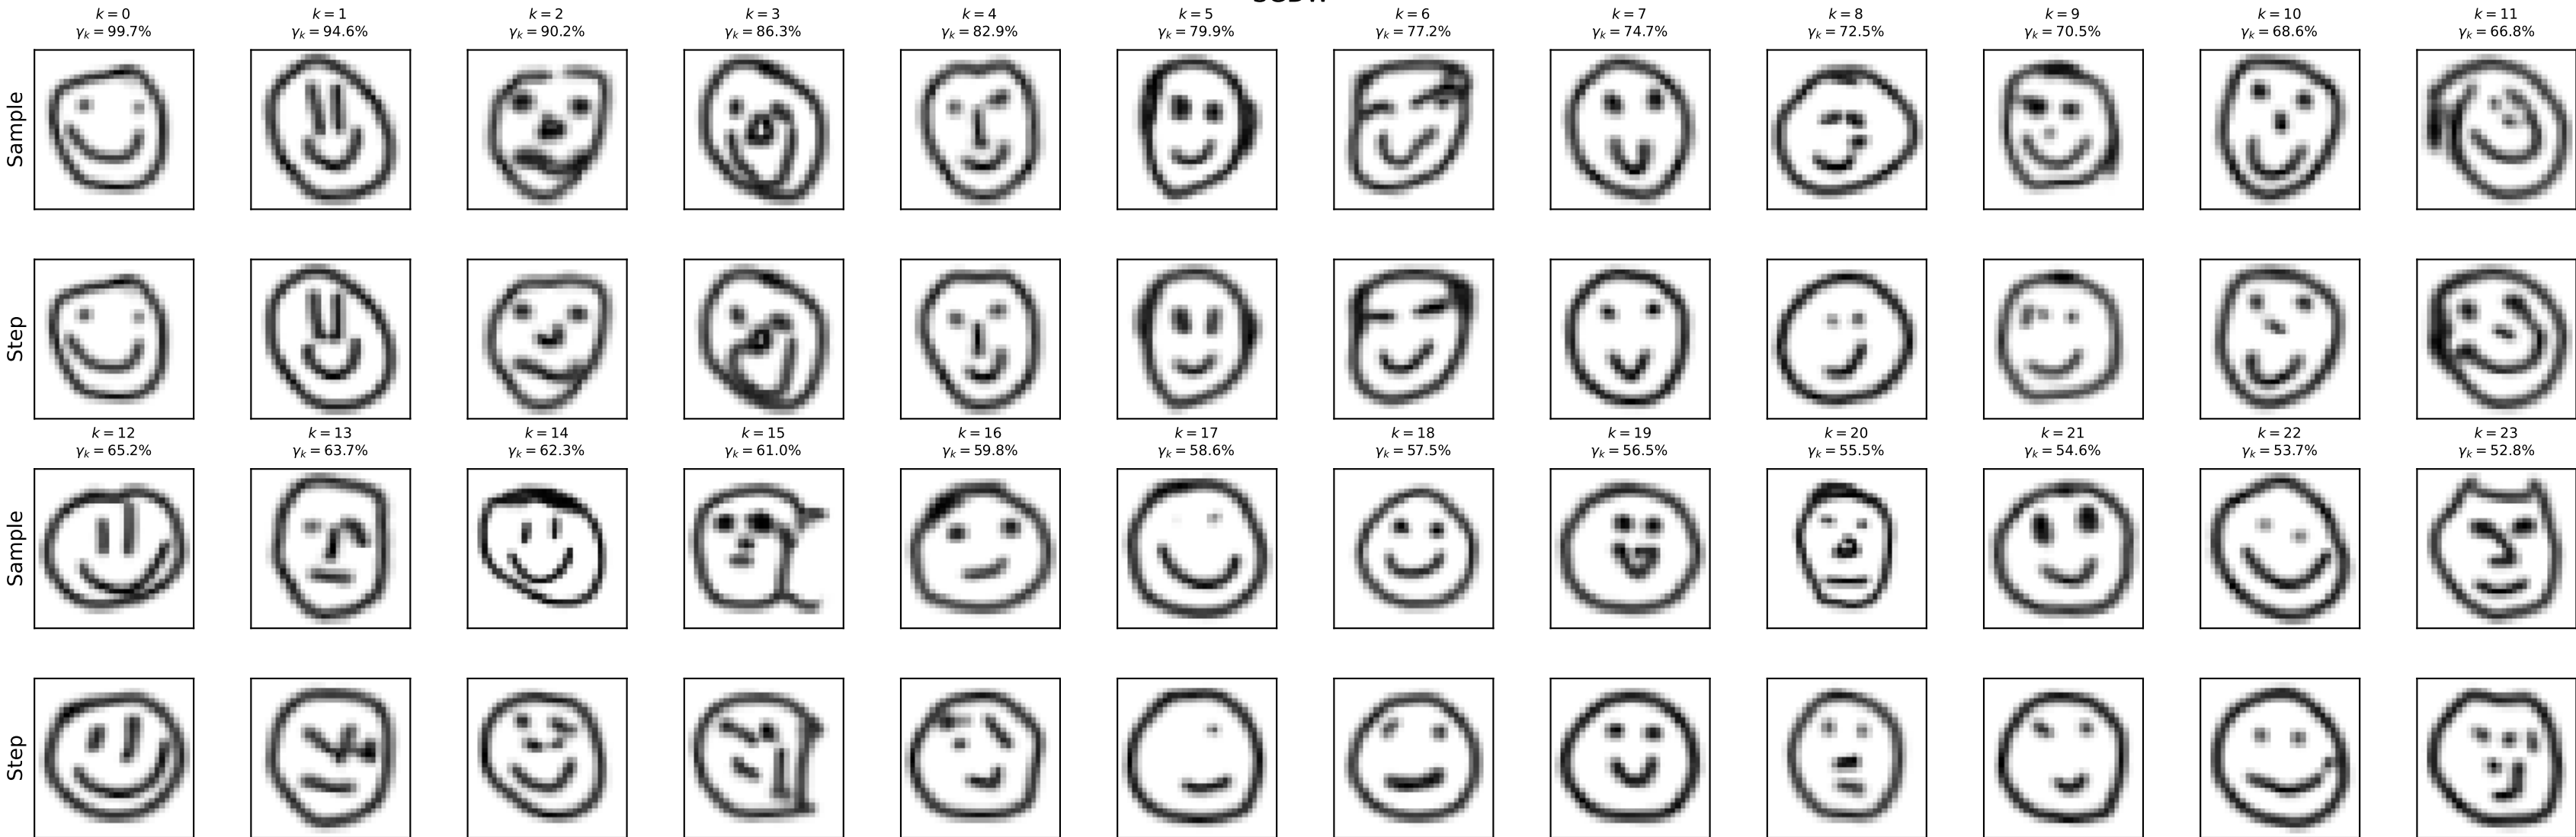 k = 0 k = 1 k = 2 k = 3 k = 4 k = 5 k = 6 k = 7 k = 8 k = 9 k = 10 k = 11
γk = 99.7% γk = 94.6% γk = 90.2% γk = 86.3% γk = 82.9% γk = 79.9% γk = 77.2% γk = 74.7% γk = 72.5% γk = 70.5% γk = 68.6% γk = 66.8%
Sample
Step
k = 12 k = 13 k = 14 k = 15 k = 16 k = 17 k = 18 k = 19 k = 20 k = 21 k = 22 k = 23
γk = 65.2% γk = 63.7% γk = 62.3% γk = 61.0% γk = 59.8% γk = 58.6% γk = 57.5% γk = 56.5% γk = 55.5% γk = 54.6% γk = 53.7% γk = 52.8%
Sample
Step